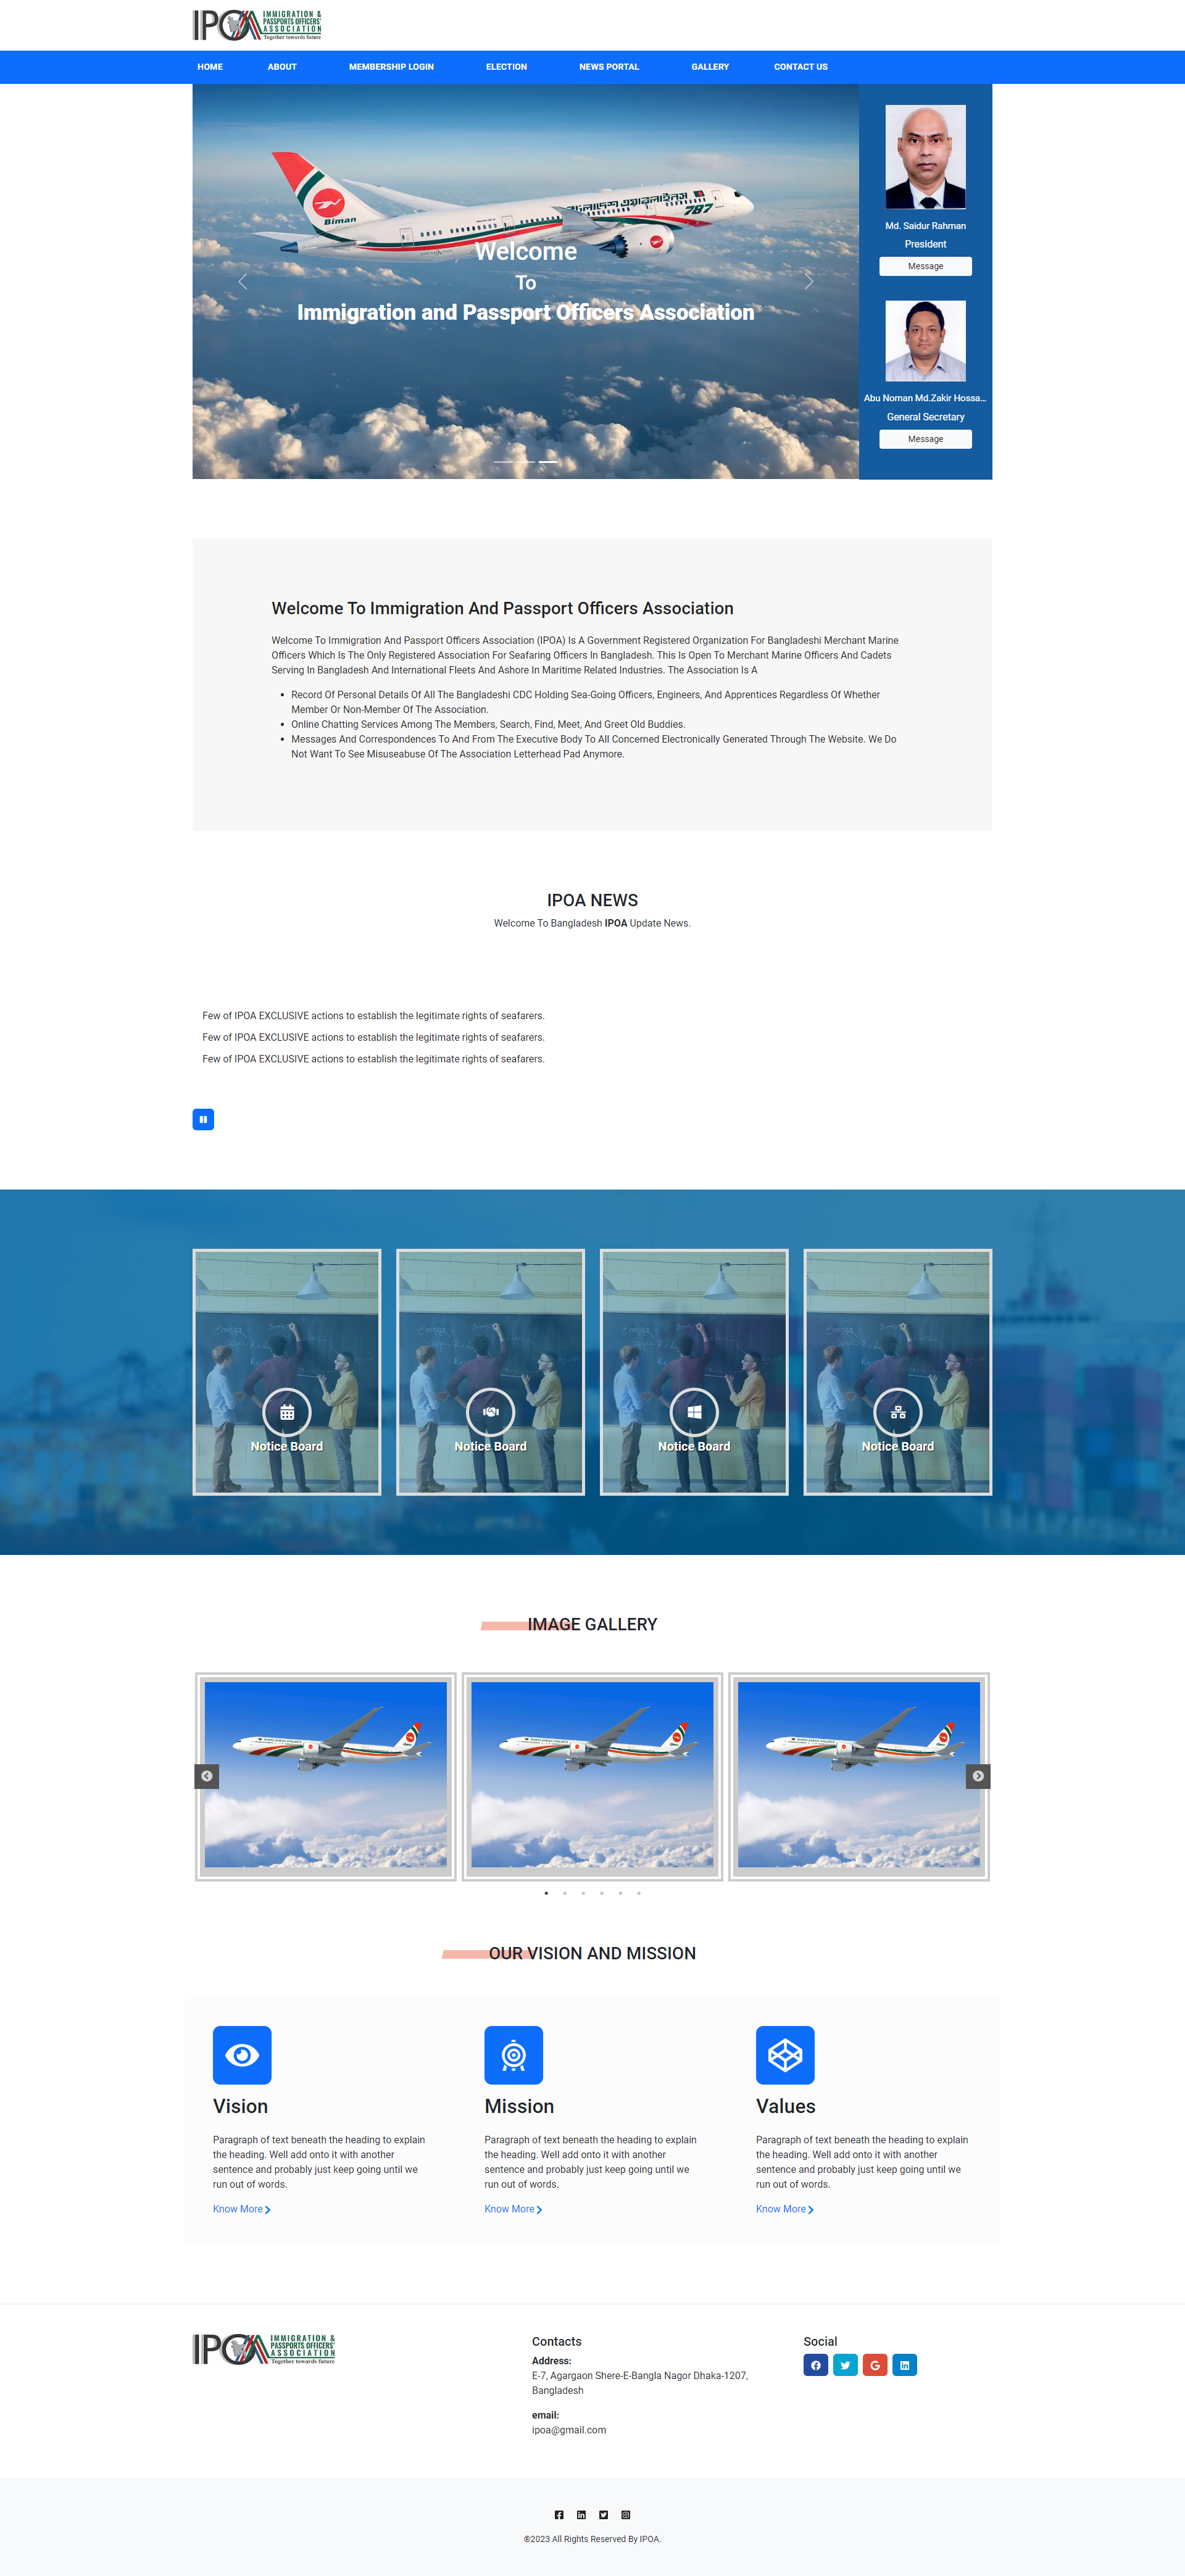 IPOA IMMIGRATION &
PASSPORTS OFFICERS'
ASSOCIATION
Together towards future
HOME ABOUT MEMBERSHIP LOGIN ELECTION NEWS PORTAL GALLERY CONTACT US
Biman
787
Welcome
To
Immigration and Passport Officers Association
Md. Saidur Rahman
President
Message
Abu Noman Md.Zakir Hossa...
General Secretary
Message
Welcome To Immigration And Passport Officers Association
Welcome To Immigration And Passport Officers Association (IPOA) Is A Government Registered Organization For Bangladeshi Merchant Marine
Officers Which Is The Only Registered Association For Seafaring Officers In Bangladesh. This Is Open To Merchant Marine Officers And Cadets
Serving In Bangladesh And International Fleets And Ashore In Maritime Related Industries. The Association Is A
• Record Of Personal Details Of All The Bangladeshi CDC Holding Sea-Going Officers, Engineers, And Apprentices Regardless Of Whether
Member Or Non-Member Of The Association.
• Online Chatting Services Among The Members, Search, Find, Meet, And Greet Old Buddies.
• Messages And Correspondences To And From The Executive Body To All Concerned Electronically Generated Through The Website. We Do
Not Want To See Misuseabuse Of The Association Letterhead Pad Anymore.
IPOA NEWS
Welcome To Bangladesh IPOA Update News.
Few of IPOA EXCLUSIVE actions to establish the legitimate rights of seafarers.
Few of IPOA EXCLUSIVE actions to establish the legitimate rights of seafarers.
Few of IPOA EXCLUSIVE actions to establish the legitimate rights of seafarers.
Notice Board Notice Board Notice Board Notice Board
IMAGE GALLERY
OUR VISION AND MISSION
Vision
Paragraph of text beneath the heading to explain
the heading. Well add onto it with another
sentence and probably just keep going until we
run out of words.
Know More
Mission
Paragraph of text beneath the heading to explain
the heading. Well add onto it with another
sentence and probably just keep going until we
run out of words.
Know More
Values
Paragraph of text beneath the heading to explain
the heading. Well add onto it with another
sentence and probably just keep going until we
run out of words.
Know More
IPOA IMMIGRATION &
PASSPORTS OFFICERS'
ASSOCIATION
Together towards future
Contacts
Address:
E-7, Agargaon Shere-E-Bangla Nagor Dhaka-1207,
Bangladesh
email:
ipoa@gmail.com
Social
©2023 All Rights Reserved By IPOA.